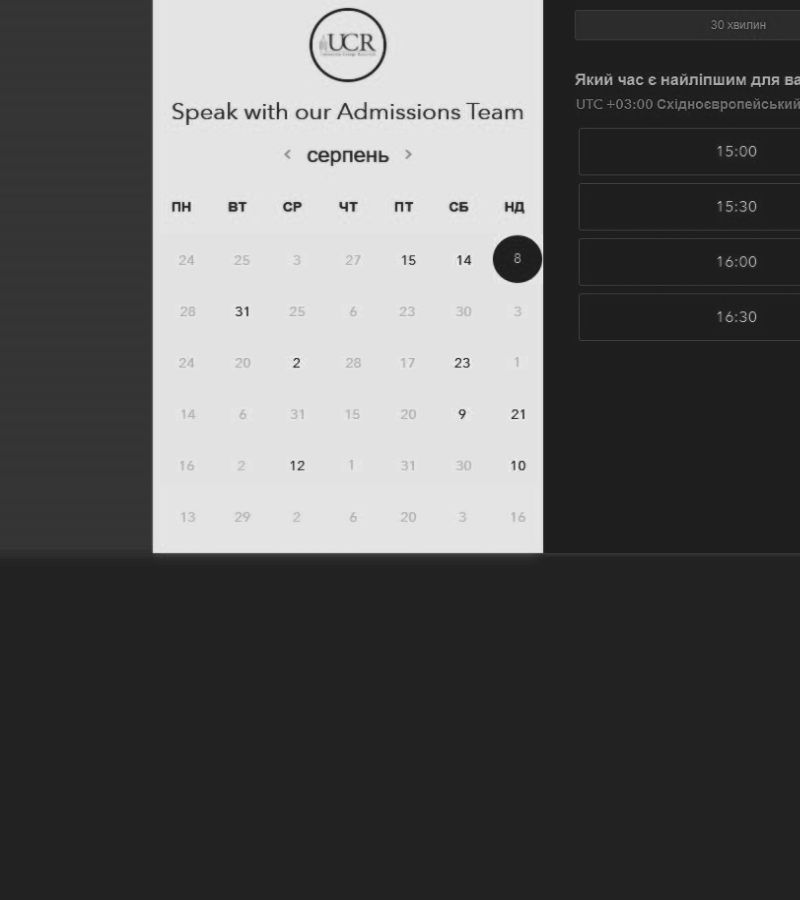 UCR
Speak with our Admissions Team
< серпень >
ПН ВТ СР ЧТ ПТ СБ НД
24 25 3 27 15 14 8
28 31 25 6 23 30 3
24 20 2 28 17 23 1
14 6 31 15 20 9 21
16 2 12 1 31 30 10
13 29 2 6 20 3 16
30 хвилин
Який час є найліпшим для ва
UTC +03:00 Східноєвропейський
15:00
15:30
16:00
16:30